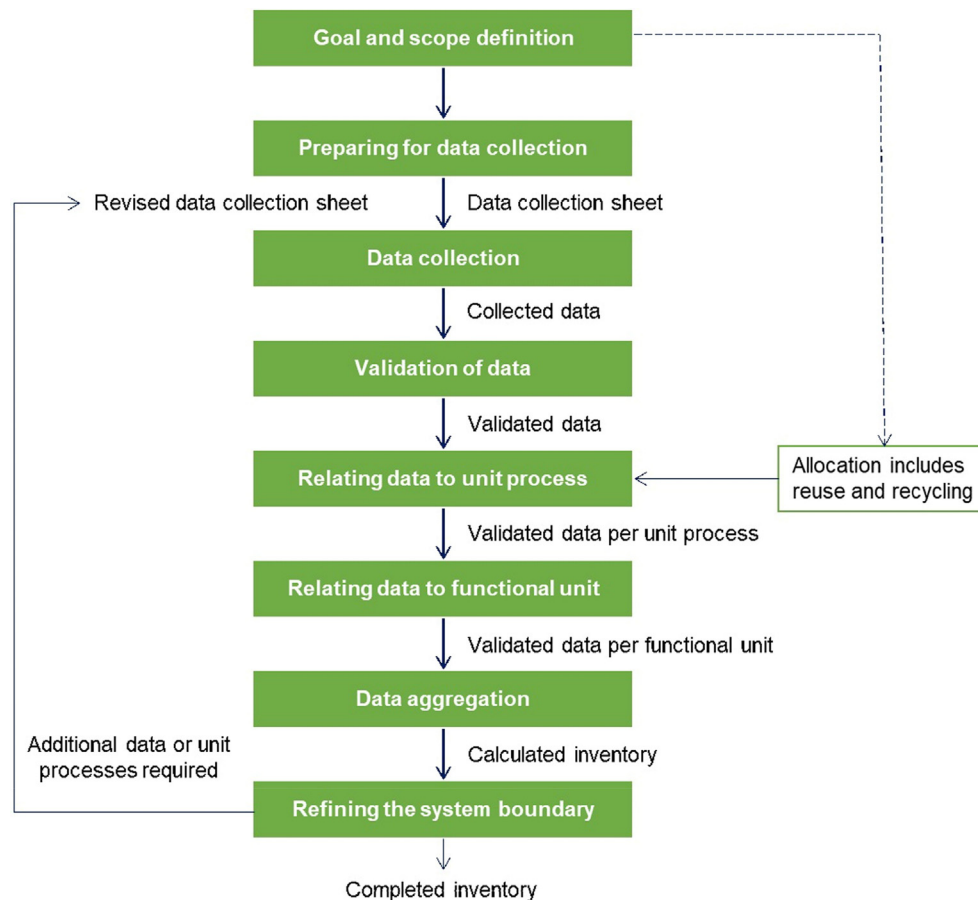 Goal and scope definition
Preparing for data collection
Revised data collection sheet
Data collection sheet
Data collection
Collected data
Validation of data
Validated data
Relating data to unit process
Allocation includes
reuse and recycling
Validated data per unit process
Relating data to functional unit
Validated data per functional unit
Data aggregation
Additional data or unit
processes required
Calculated inventory
Refining the system boundary
Completed inventory